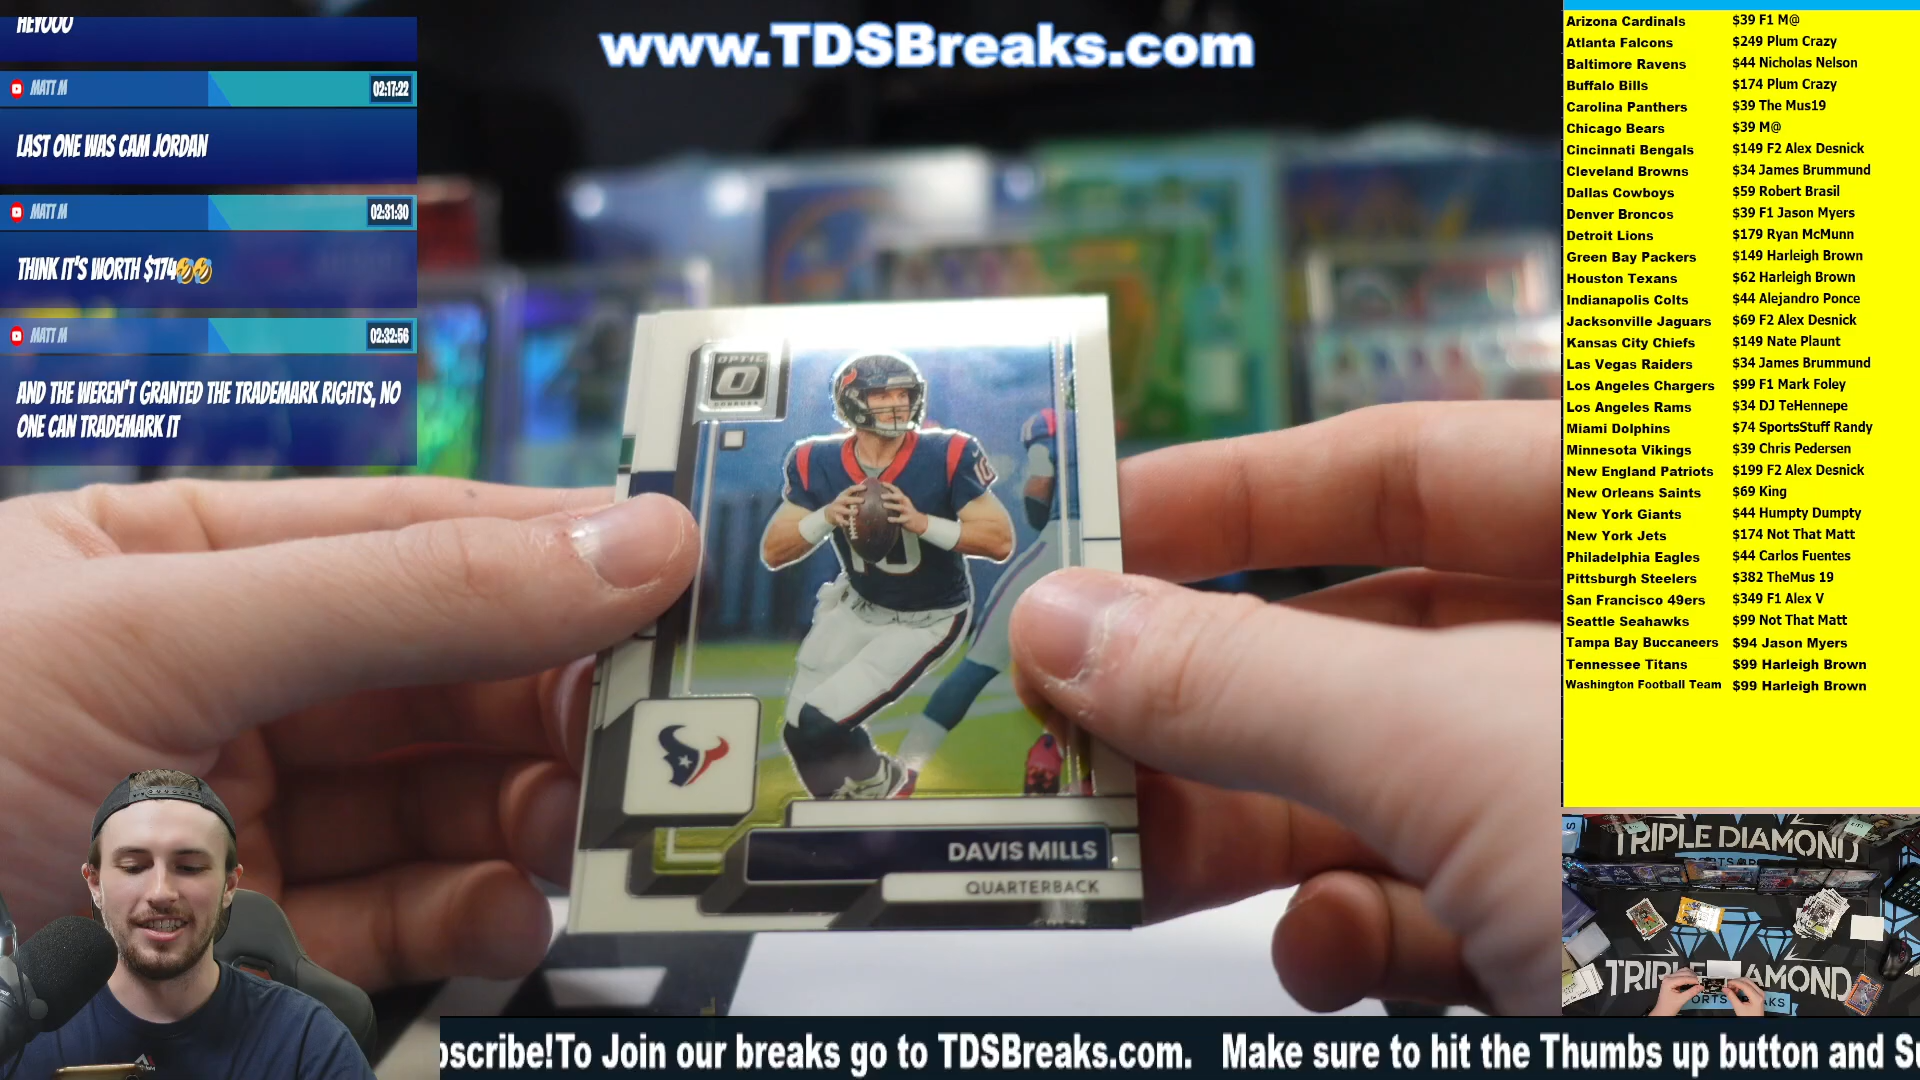 HEYOOO
MATT M
02:17:22
LAST ONE WAS CAM JORDAN
MATT M
02:31:30
THINK IT'S WORTH $174🤣🤣
MATT M
02:32:56
AND THE WEREN'T GRANTED THE TRADEMARK RIGHTS, NO
ONE CAN TRADEMARK IT
www.TDSBreaks.com
OPTIC
O
DONRUSS
10
10
DAVIS MILLS
QUARTERBACK
Arizona Cardinals $39 F1 M@
Atlanta Falcons $249 Plum Crazy
Baltimore Ravens $44 Nicholas Nelson
Buffalo Bills $174 Plum Crazy
Carolina Panthers $39 The Mus19
Chicago Bears $39 M@
Cincinnati Bengals $149 F2 Alex Desnick
Cleveland Browns $34 James Brummund
Dallas Cowboys $59 Robert Brasil
Denver Broncos $39 F1 Jason Myers
Detroit Lions $179 Ryan McMunn
Green Bay Packers $149 Harleigh Brown
Houston Texans $62 Harleigh Brown
Indianapolis Colts $44 Alejandro Ponce
Jacksonville Jaguars $69 F2 Alex Desnick
Kansas City Chiefs $149 Nate Plaunt
Las Vegas Raiders $34 James Brummund
Los Angeles Chargers $99 F1 Mark Foley
Los Angeles Rams $34 DJ TeHennepe
Miami Dolphins $74 SportsStuff Randy
Minnesota Vikings $39 Chris Pedersen
New England Patriots $199 F2 Alex Desnick
New Orleans Saints $69 King
New York Giants $44 Humpty Dumpty
New York Jets $174 Not That Matt
Philadelphia Eagles $44 Carlos Fuentes
Pittsburgh Steelers $382 TheMus 19
San Francisco 49ers $349 F1 Alex V
Seattle Seahawks $99 Not That Matt
Tampa Bay Buccaneers $94 Jason Myers
Tennessee Titans $99 Harleigh Brown
Washington Football Team $99 Harleigh Brown
TRIPLE DIAMOND
TRIPLE DIAMOND
SPORTS BREAKS
bscribe!To Join our breaks go to TDSBreaks.com. Make sure to hit the Thumbs up button and Su